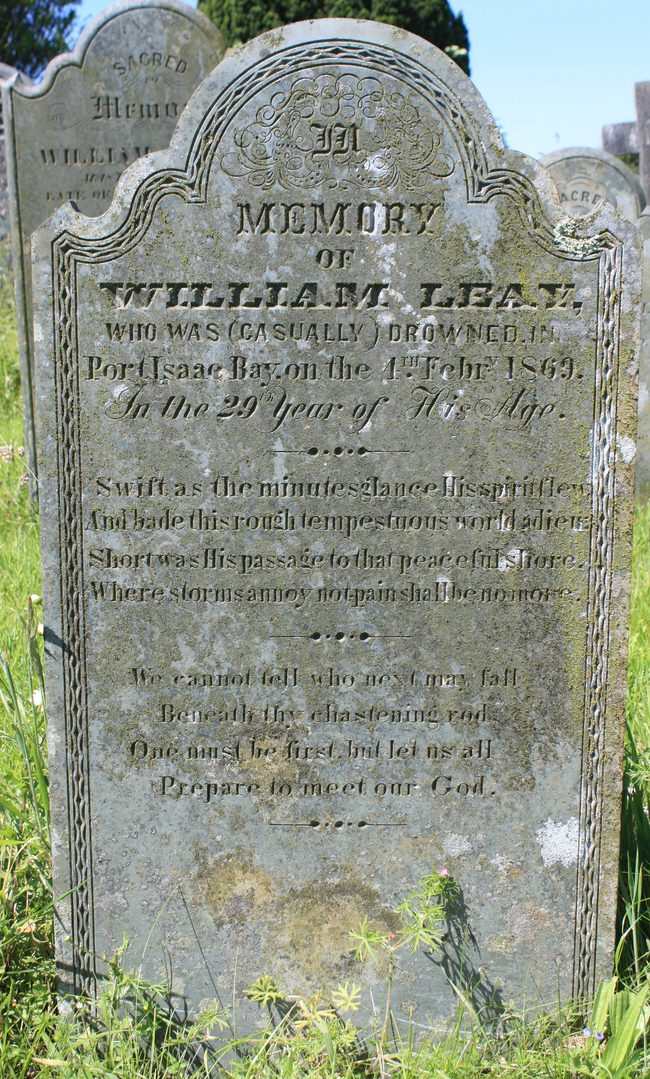 SACRED
TO
Memo
WILLIAM
LATE OF
SACRED
In
MEMORY
OF
WILLIAM LEAY,
WHO WAS (CASUALLY) DROWNED IN
Port Isaac Bay. on the 4TH Febry 1869.
In the 29th Year of His Age.
Swift as the minutes glance His spirit flew
And bade this rough tempestuous world adieu
Short was His passage to that peaceful shore.
Where storms annoy not pain shall be no more.
We cannot tell who next may fall
Beneath thy chastening rod
One must be first, but let us all
Prepare to meet our God.